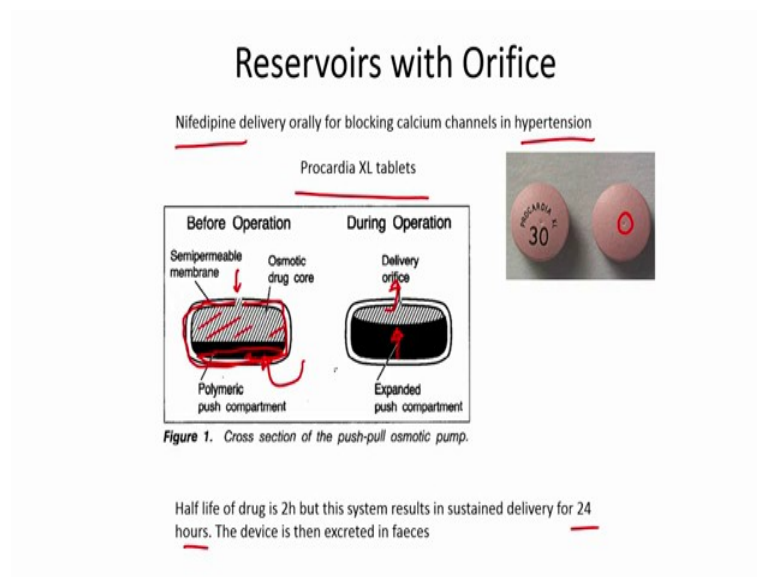 Reservoirs with Orifice
Nifedipine delivery orally for blocking calcium channels in hypertension
Procardia XL tablets
PROCARDIA XL
30
Before Operation
During Operation
Semipermeable
membrane
Osmotic
drug core
Delivery
orifice
Polymeric
push compartment
Expanded
push compartment
Figure 1. Cross section of the push-pull osmotic pump.
Half life of drug is 2h but this system results in sustained delivery for 24
hours. The device is then excreted in faeces